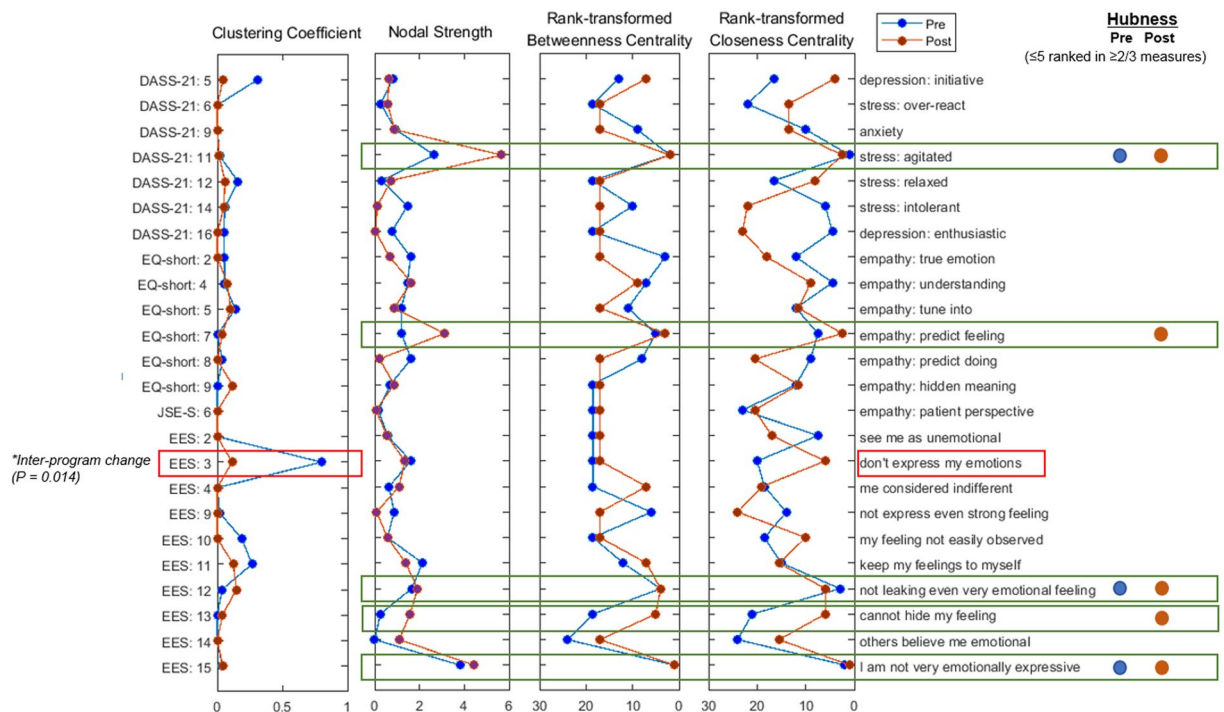 Clustering Coefficient
Nodal Strength
Rank-transformed
Betweenness Centrality
Rank-transformed
Closeness Centrality
Pre
Post
Hubness
Pre Post
(≤5 ranked in ≥2/3 measures)
DASS-21: 5 depression: initiative
DASS-21: 6 stress: over-react
DASS-21: 9 anxiety
DASS-21: 11 stress: agitated
DASS-21: 12 stress: relaxed
DASS-21: 14 stress: intolerant
DASS-21: 16 depression: enthusiastic
EQ-short: 2 empathy: true emotion
EQ-short: 4 empathy: understanding
EQ-short: 5 empathy: tune into
EQ-short: 7 empathy: predict feeling
EQ-short: 8 empathy: predict doing
EQ-short: 9 empathy: hidden meaning
JSE-S: 6 empathy: patient perspective
EES: 2 see me as unemotional
*Inter-program change
(P = 0.014)
EES: 3 don't express my emotions
EES: 4 me considered indifferent
EES: 9 not express even strong feeling
EES: 10 my feeling not easily observed
EES: 11 keep my feelings to myself
EES: 12 not leaking even very emotional feeling
EES: 13 cannot hide my feeling
EES: 14 others believe me emotional
EES: 15 I am not very emotionally expressive
0 0.5 1 0 2 4 6 30 20 10 0 30 20 10 0